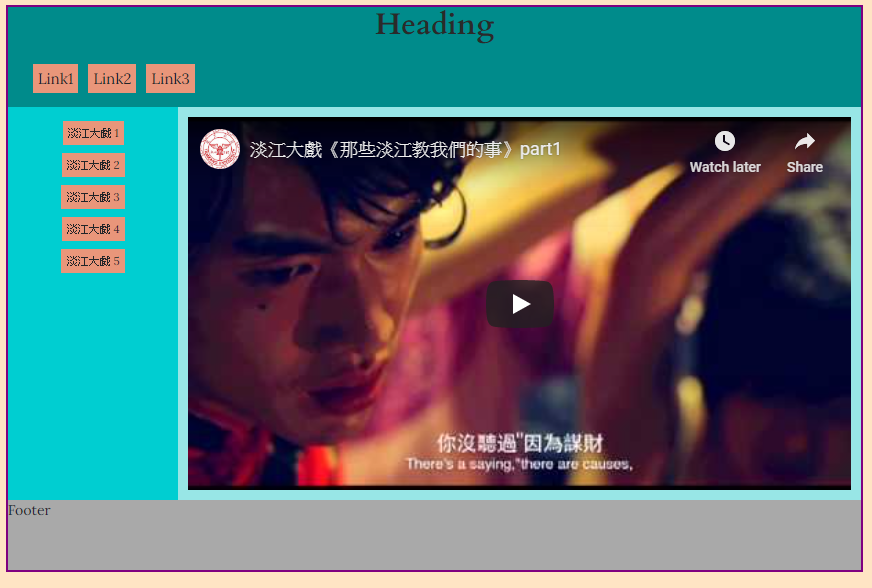 Heading
Link1 Link2 Link3
淡江大戲 1
淡江大戲 2
淡江大戲 3
淡江大戲 4
淡江大戲 5
淡江大戲《那些淡江教我們的事》part1
Watch later
Share
你沒聽過"因為謀財
There's a saying,"there are causes,
Footer